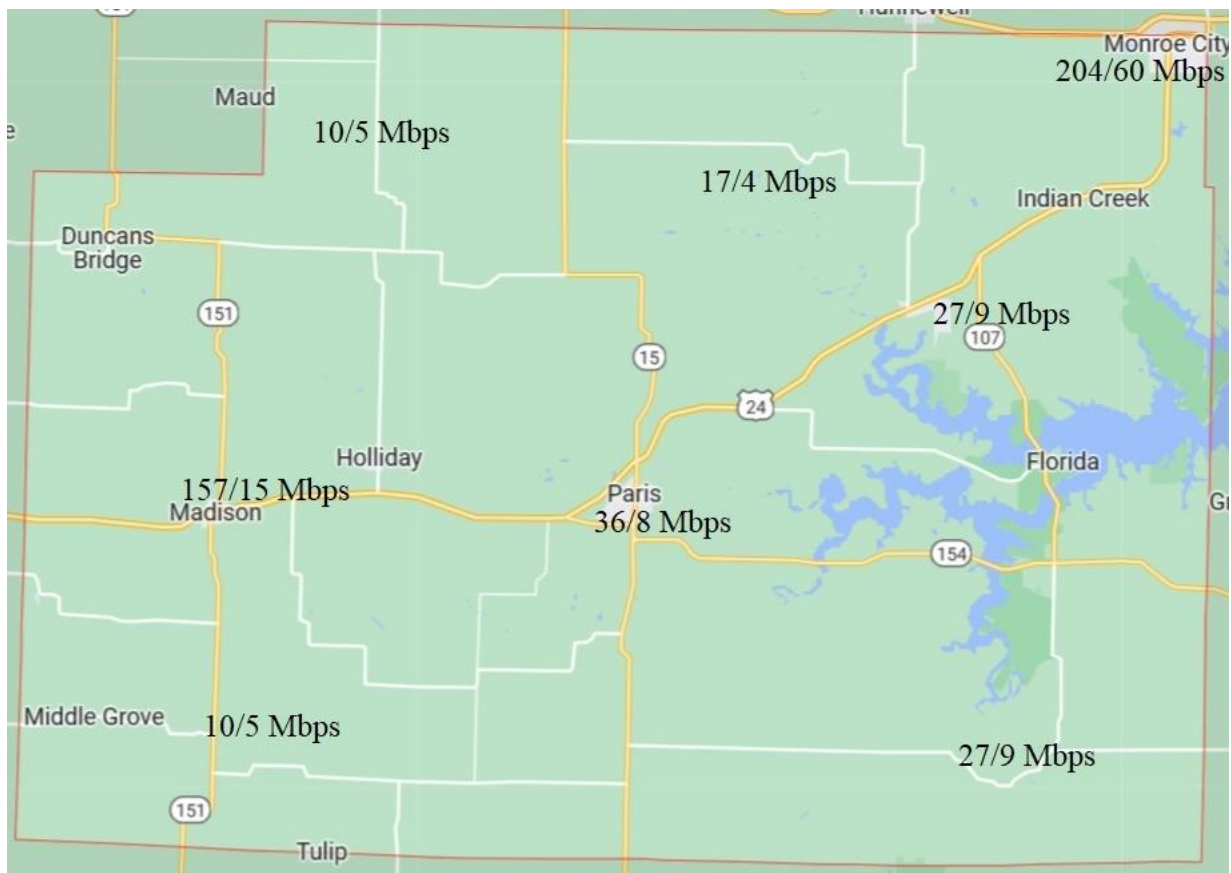 Monroe City
204/60 Mbps
Maud
10/5 Mbps
17/4 Mbps
Indian Creek
Duncans
Bridge
151
27/9 Mbps
107
15
24
Holliday
Florida
157/15 Mbps
Madison
Paris
36/8 Mbps
154
Middle Grove
10/5 Mbps
27/9 Mbps
151
Tulip